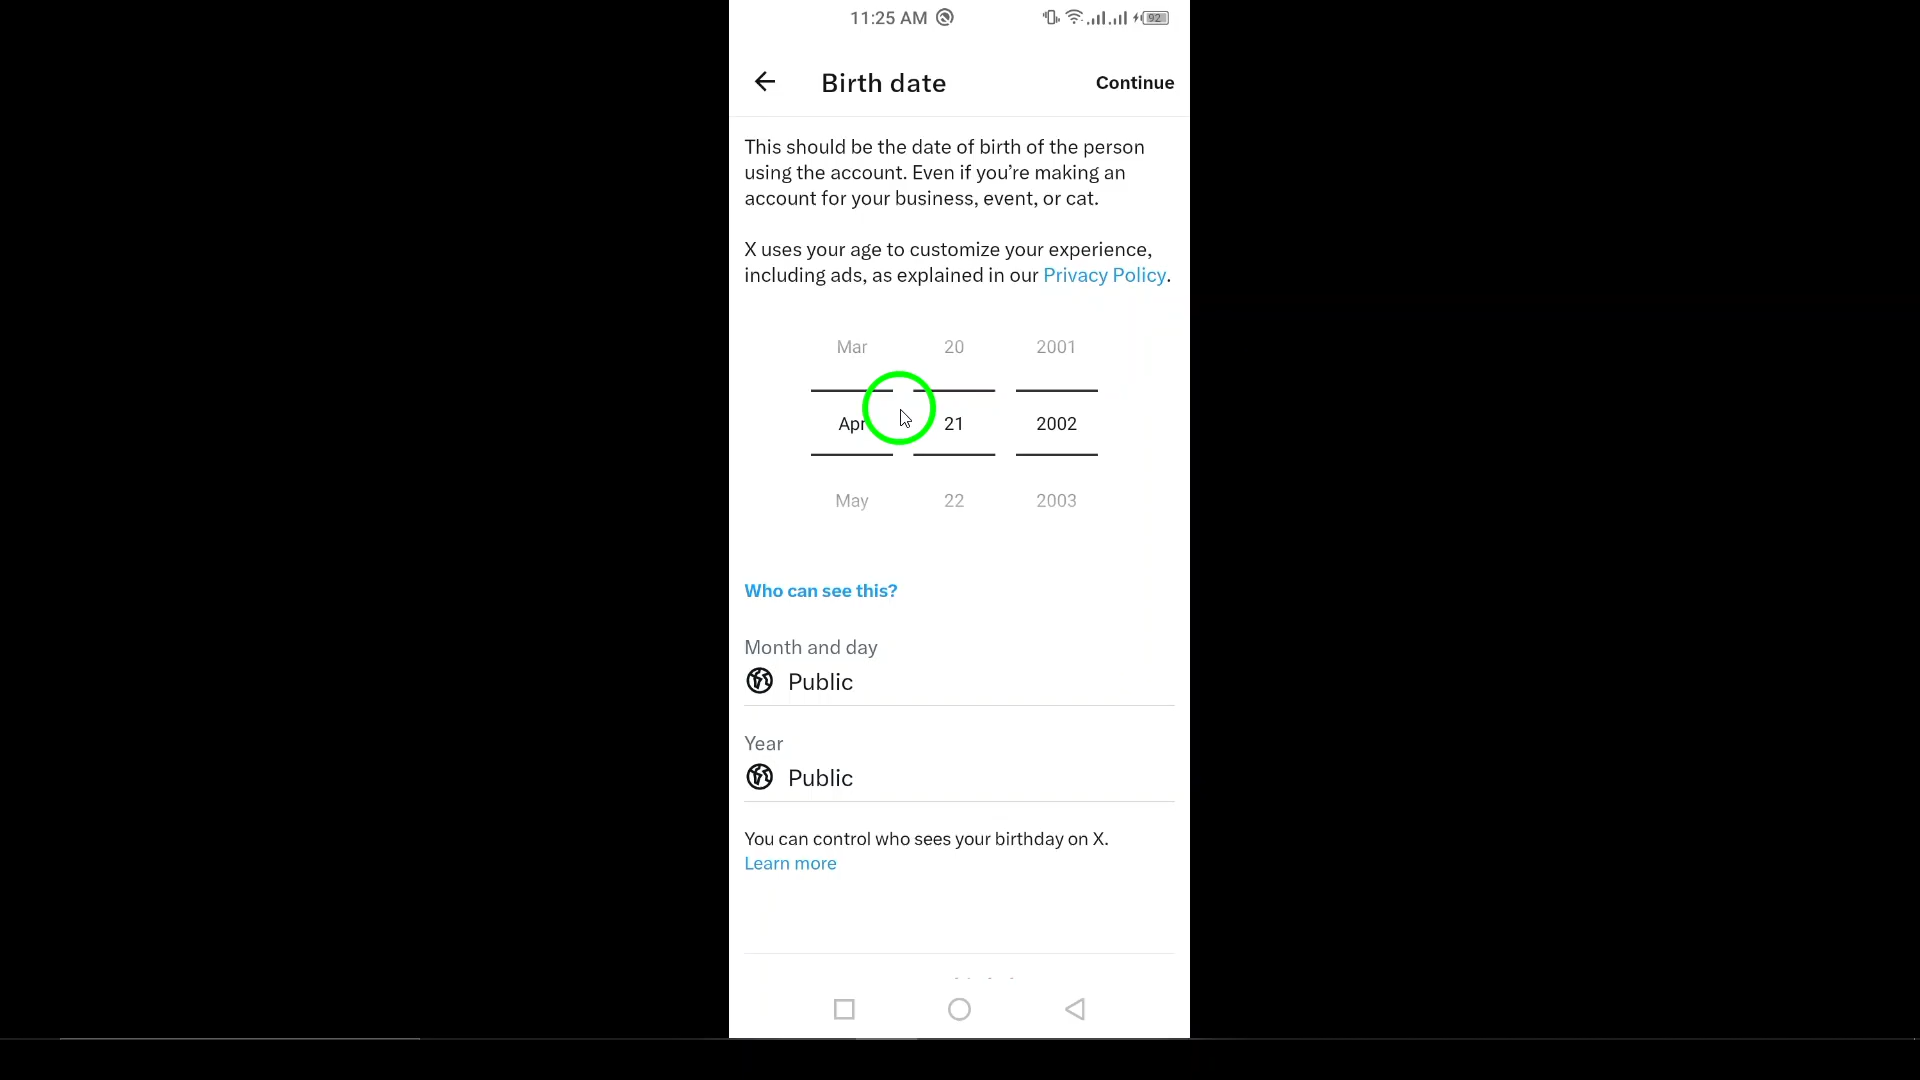 11:25 AM
92
Birth date
Continue
This should be the date of birth of the person
using the account. Even if you're making an
account for your business, event, or cat.
X uses your age to customize your experience,
including ads, as explained in our Privacy Policy.
Mar 20 2001
Apr 21 2002
May 22 2003
Who can see this?
Month and day
Public
Year
Public
You can control who sees your birthday on X.
Learn more